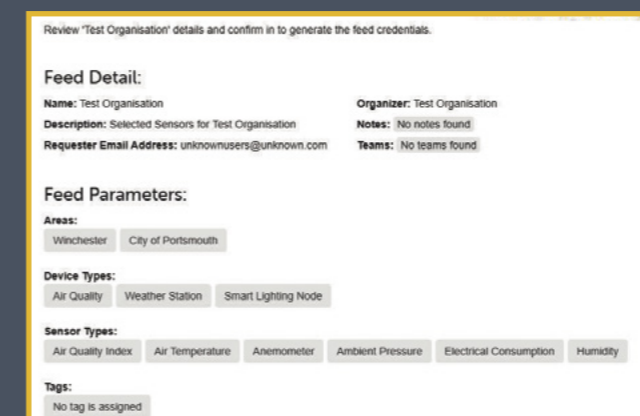 Review 'Test Organisation' details and confirm in to generate the feed credentials.
Feed Detail:
Name: Test Organisation
Organizer: Test Organisation
Description: Selected Sensors for Test Organisation
Notes: No notes found
Requester Email Address: unknownusers@unknown.com
Teams: No teams found
Feed Parameters:
Areas:
Winchester City of Portsmouth
Device Types:
Air Quality Weather Station Smart Lighting Node
Sensor Types:
Air Quality Index Air Temperature Anemometer Ambient Pressure Electrical Consumption Humidity
Tags:
No tag is assigned